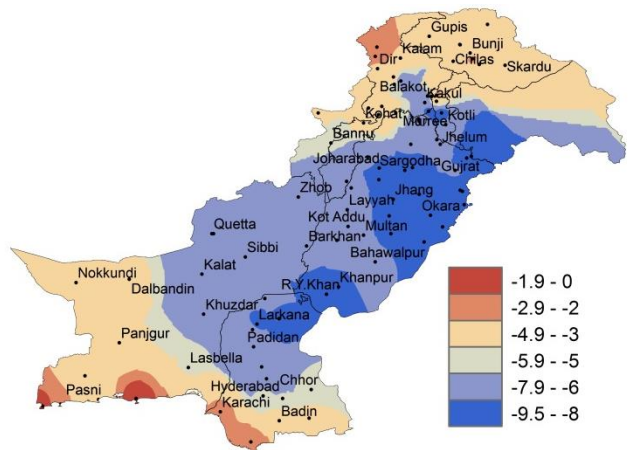 Gupis
Kalam
Bunji
Dir
Chilas
Skardu
Balakot
Kakul
Kohat
Murree
Kotli
Bannu
Jhelum
Joharabad
Sargodha
Gujrat
Zhob
Layyah
Jhang
Okara
Kot Addu
Quetta
Multan
Barkhan
Sibbi
Bahawalpur
Kalat
Nokkundi
Dalbandin
R.Y.Khan
Khanpur
Khuzdar
Larkana
Panjgur
Padidan
Lasbella
Pasni
Hyderabad
Chhor
Karachi
Badin
-1.9 - 0
-2.9 - -2
-4.9 - -3
-5.9 - -5
-7.9 - -6
-9.5 - -8